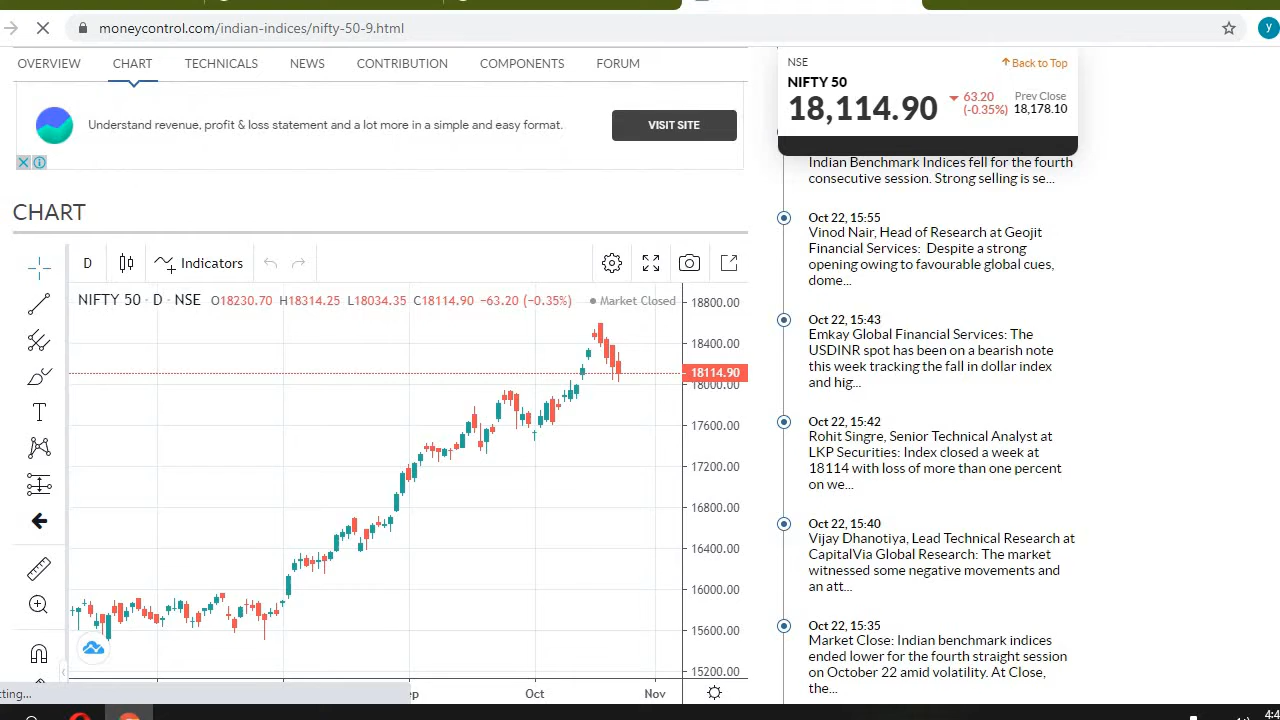 moneycontrol.com/indian-indices/nifty-50-9.html
y
OVERVIEW CHART TECHNICALS NEWS CONTRIBUTION COMPONENTS FORUM
Understand revenue, profit & loss statement and a lot more in a simple and easy format.
VISIT SITE
CHART
D
Indicators
NIFTY 50 · D · NSE O18230.70 H18314.25 L18034.35 C18114.90 −63.20 (−0.35%)
Market Closed
18800.00
18400.00
18114.90
18000.00
17600.00
17200.00
16800.00
16400.00
16000.00
15600.00
15200.00
T
cting...
Oct
Nov
NSE
Back to Top
NIFTY 50
18,114.90
63.20
(-0.35%)
Prev Close
18,178.10
Indian Benchmark Indices fell for the fourth
consecutive session. Strong selling is se...
Oct 22, 15:55
Vinod Nair, Head of Research at Geojit
Financial Services: Despite a strong
opening owing to favourable global cues,
dome...
Oct 22, 15:43
Emkay Global Financial Services: The
USDINR spot has been on a bearish note
this week tracking the fall in dollar index
and hig...
Oct 22, 15:42
Rohit Singre, Senior Technical Analyst at
LKP Securities: Index closed a week at
18114 with loss of more than one percent
on we...
Oct 22, 15:40
Vijay Dhanotiya, Lead Technical Research at
CapitalVia Global Research: The market
witnessed some negative movements and
an att...
Oct 22, 15:35
Market Close: Indian benchmark indices
ended lower for the fourth straight session
on October 22 amid volatility. At Close,
the...